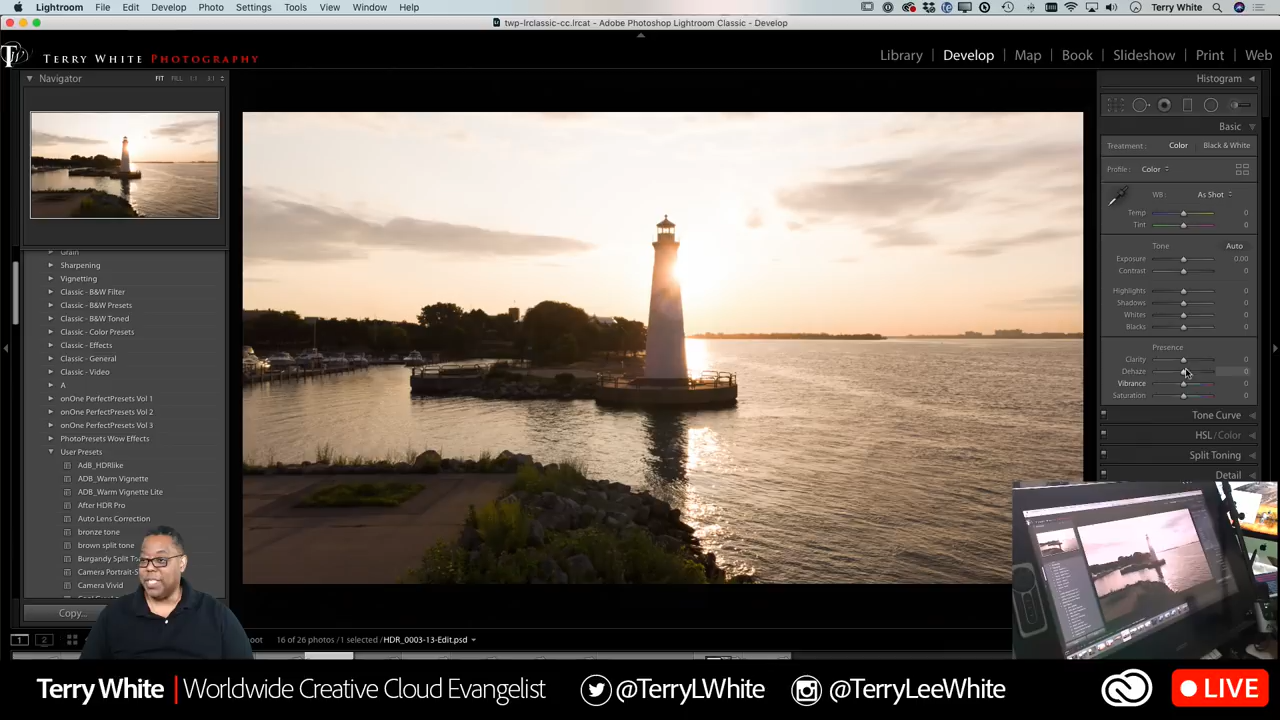 Lightroom File Edit Develop Photo Settings Tools View Window Help Terry White
twp-lrclassic-cc.lrcat - Adobe Photoshop Lightroom Classic - Develop
TERRY WHITE PHOTOGRAPHY
Library | Develop | Map | Book | Slideshow | Print | Web
Navigator FIT FILL 1:1 3:1
Histogram
Basic
Treatment: Color Black & White
Profile: Color
WB: As Shot
Temp 0
Tint 0
Tone Auto
Exposure 0.00
Contrast 0
Highlights 0
Shadows 0
Whites 0
Blacks 0
Presence
Clarity 0
Dehaze 0
Vibrance 0
Saturation 0
Tone Curve
HSL / Color
Split Toning
Detail
Grain
Sharpening
Vignetting
Classic - B&W Filter
Classic - B&W Presets
Classic - B&W Toned
Classic - Color Presets
Classic - Effects
Classic - General
Classic - Video
A
onOne PerfectPresets Vol 1
onOne PerfectPresets Vol 2
onOne PerfectPresets Vol 3
PhotoPresets Wow Effects
User Presets
AdB_HDRlike
ADB_Warm Vignette
ADB_Warm Vignette Lite
After HDR Pro
Auto Lens Correction
bronze tone
brown split tone
Burgandy Split
Camera Portrait-S
Camera Vivid
Copy...
1 2
16 of 26 photos / 1 selected / HDR_0003-13-Edit.psd
Terry White | Worldwide Creative Cloud Evangelist @TerryLWhite @TerryLeeWhite LIVE